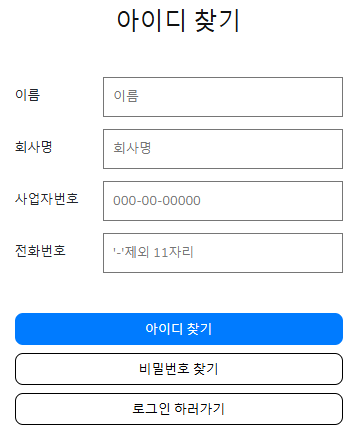 아이디 찾기
이름 이름
회사명 회사명
사업자번호 000-00-00000
전화번호 '-'제외 11자리
아이디 찾기
비밀번호 찾기
로그인 하러가기